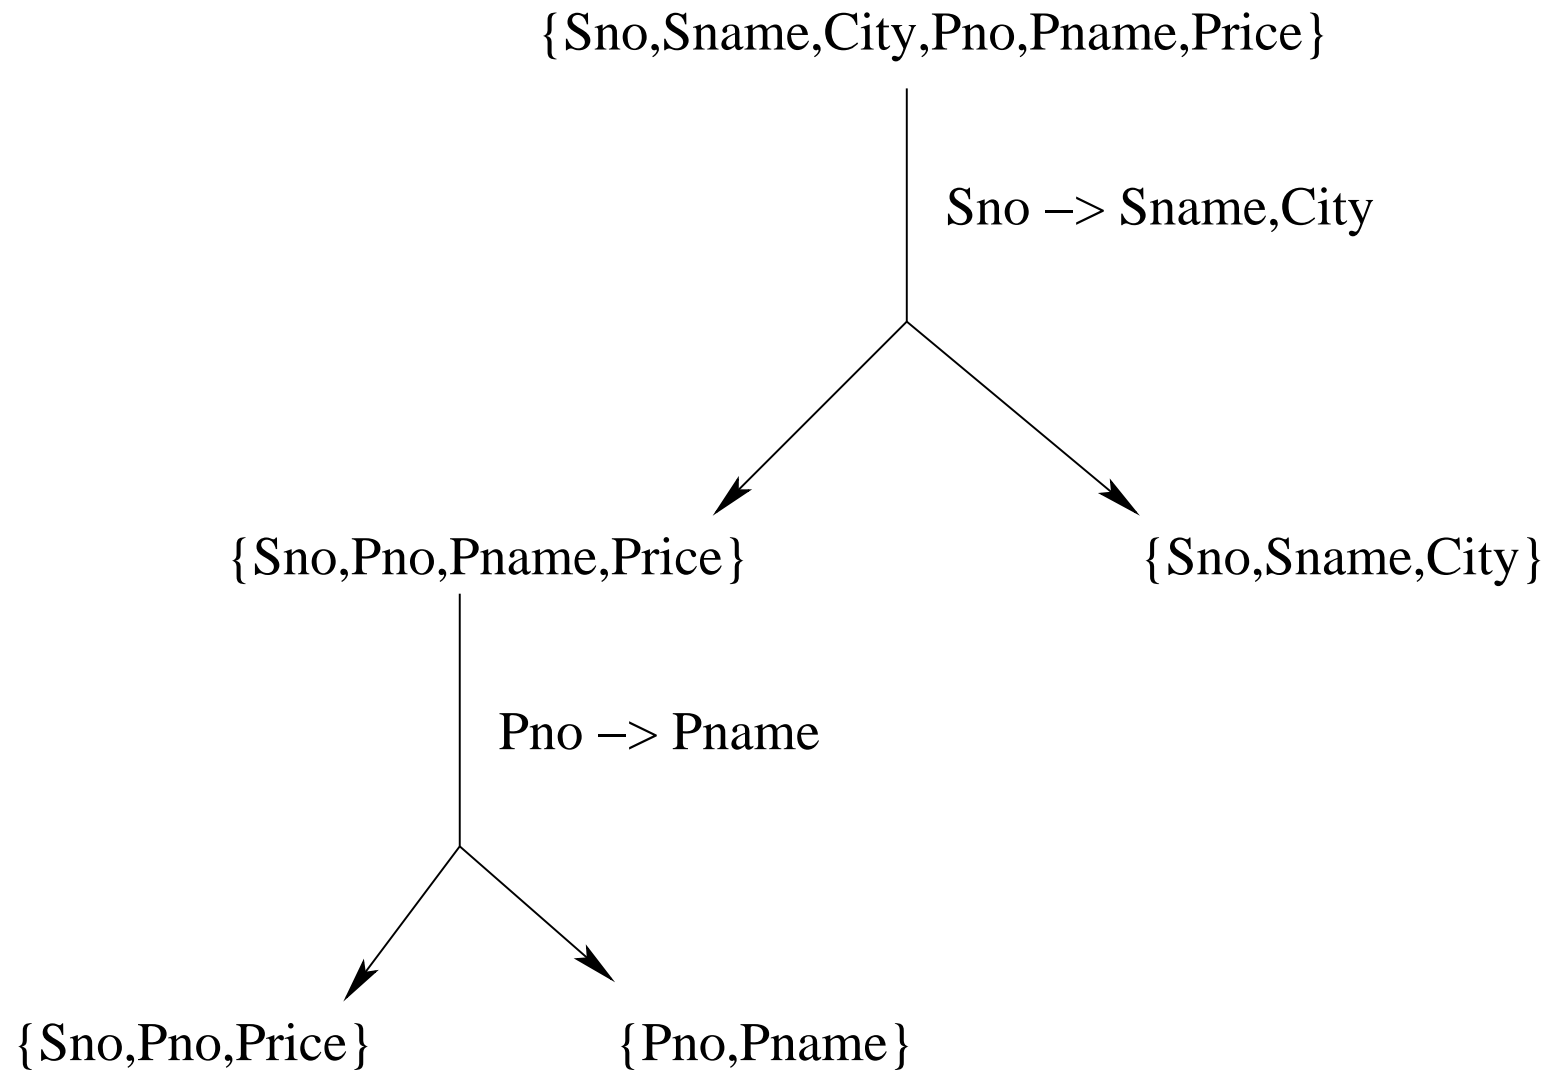 {Sno,Sname,City,Pno,Pname,Price}
Sno −> Sname,City
{Sno,Pno,Pname,Price}
{Sno,Sname,City}
Pno −> Pname
{Sno,Pno,Price}
{Pno,Pname}